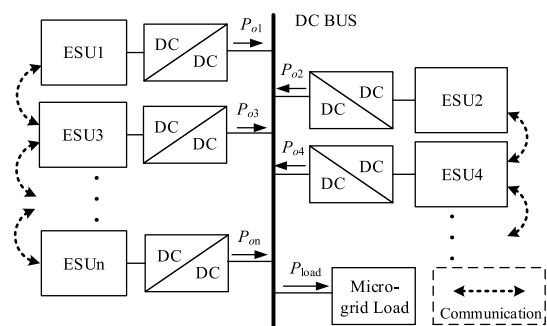 DC BUS
ESU1
DC
DC
Po1
ESU3
DC
DC
Po3
ESUn
DC
DC
Pon
Po2
DC
DC
ESU2
Po4
DC
DC
ESU4
Pload
Micro-
grid Load
Communication